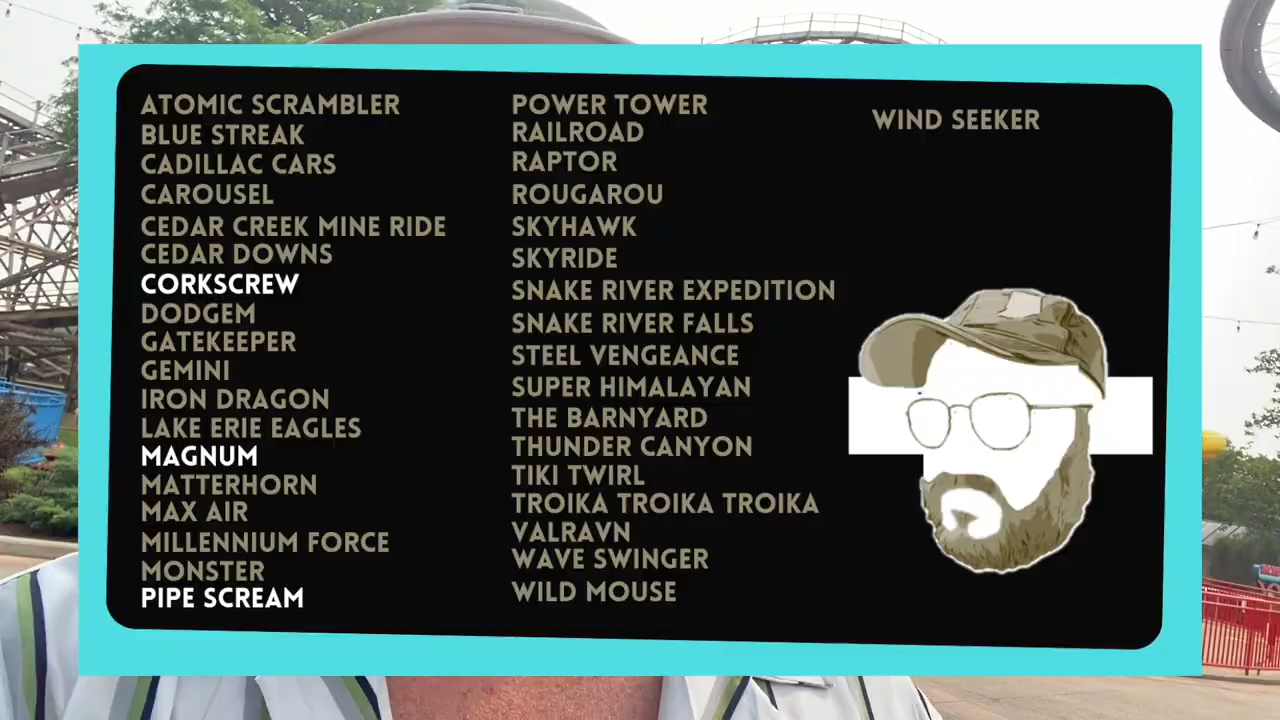 ATOMIC SCRAMBLER
BLUE STREAK
CADILLAC CARS
CAROUSEL
CEDAR CREEK MINE RIDE
CEDAR DOWNS
CORKSCREW
DODGEM
GATEKEEPER
GEMINI
IRON DRAGON
LAKE ERIE EAGLES
MAGNUM
MATTERHORN
MAX AIR
MILLENNIUM FORCE
MONSTER
PIPE SCREAM
POWER TOWER
RAILROAD
RAPTOR
ROUGAROU
SKYHAWK
SKYRIDE
SNAKE RIVER EXPEDITION
SNAKE RIVER FALLS
STEEL VENGEANCE
SUPER HIMALAYAN
THE BARNYARD
THUNDER CANYON
TIKI TWIRL
TROIKA TROIKA TROIKA
VALRAVN
WAVE SWINGER
WILD MOUSE
WIND SEEKER